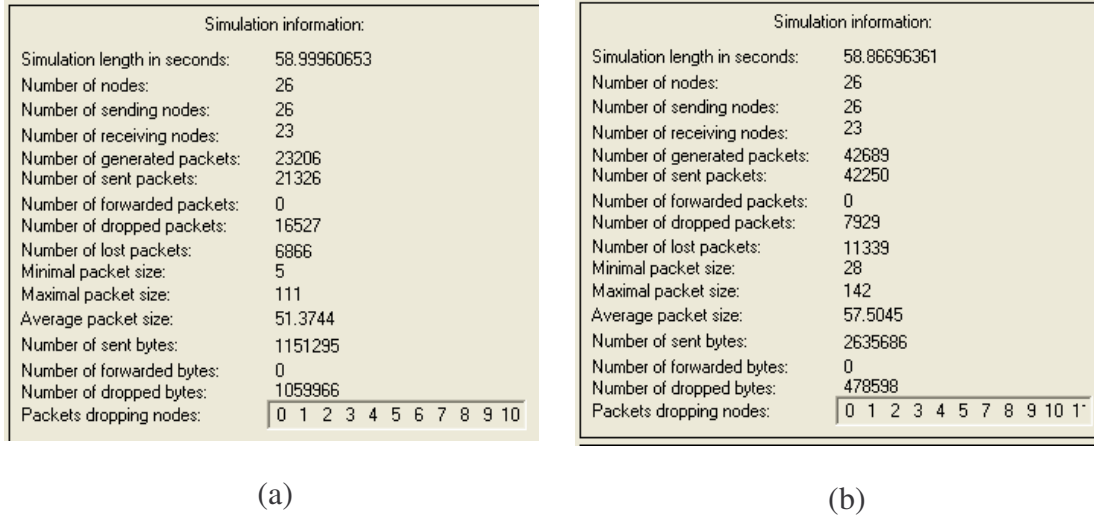 Simulation information:
Simulation length in seconds: 58.99960653
Number of nodes: 26
Number of sending nodes: 26
Number of receiving nodes: 23
Number of generated packets: 23206
Number of sent packets: 21326
Number of forwarded packets: 0
Number of dropped packets: 16527
Number of lost packets: 6866
Minimal packet size: 5
Maximal packet size: 111
Average packet size: 51.3744
Number of sent bytes: 1151295
Number of forwarded bytes: 0
Number of dropped bytes: 1059966
Packets dropping nodes: 0 1 2 3 4 5 6 7 8 9 10
(a)
Simulation information:
Simulation length in seconds: 58.86696361
Number of nodes: 26
Number of sending nodes: 26
Number of receiving nodes: 23
Number of generated packets: 42689
Number of sent packets: 42250
Number of forwarded packets: 0
Number of dropped packets: 7929
Number of lost packets: 11339
Minimal packet size: 28
Maximal packet size: 142
Average packet size: 57.5045
Number of sent bytes: 2635686
Number of forwarded bytes: 0
Number of dropped bytes: 478598
Packets dropping nodes: 0 1 2 3 4 5 7 8 9 10
(b)